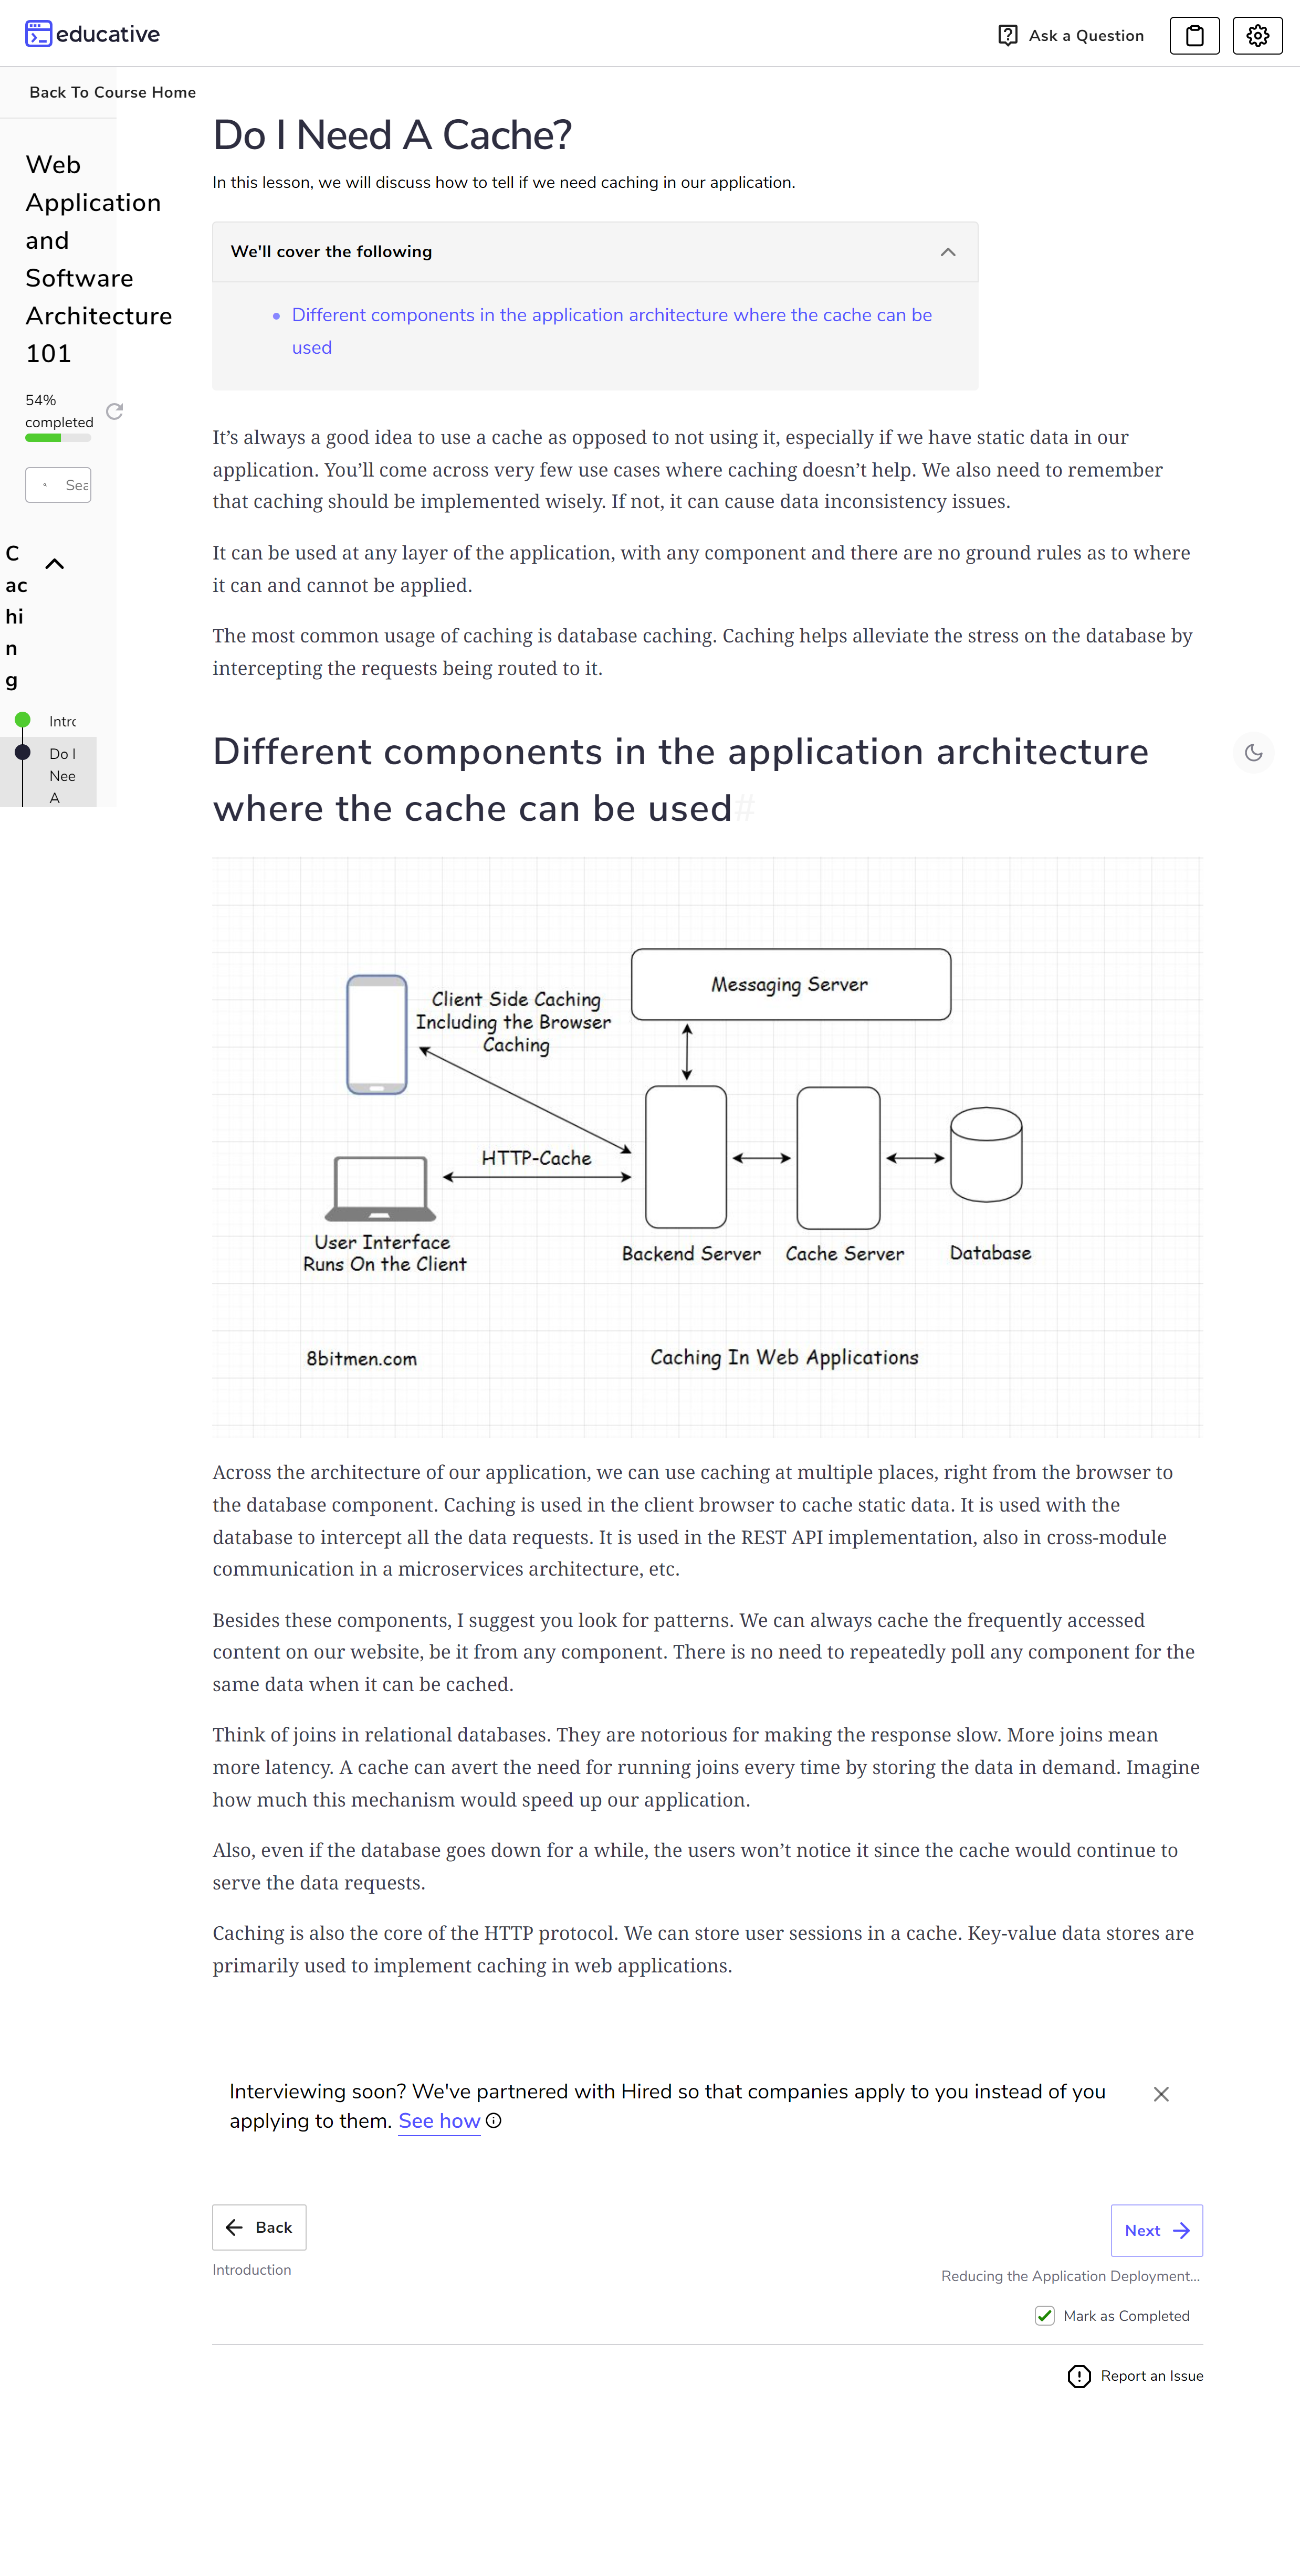 educative
Ask a Question
Back To Course Home
Web
Application
and
Software
Architecture
101
54%
completed
Sea
C
ac
hi
n
g
Intro
Do I
Nee
A
Do I Need A Cache?
In this lesson, we will discuss how to tell if we need caching in our application.
We'll cover the following
• Different components in the application architecture where the cache can be
used
It’s always a good idea to use a cache as opposed to not using it, especially if we have static data in our
application. You’ll come across very few use cases where caching doesn’t help. We also need to remember
that caching should be implemented wisely. If not, it can cause data inconsistency issues.
It can be used at any layer of the application, with any component and there are no ground rules as to where
it can and cannot be applied.
The most common usage of caching is database caching. Caching helps alleviate the stress on the database by
intercepting the requests being routed to it.
Different components in the application architecture
where the cache can be used#
Messaging Server
Client Side Caching
Including the Browser
Caching
HTTP-Cache
User Interface
Runs On the Client
Backend Server
Cache Server
Database
8bitmen.com
Caching In Web Applications
Across the architecture of our application, we can use caching at multiple places, right from the browser to
the database component. Caching is used in the client browser to cache static data. It is used with the
database to intercept all the data requests. It is used in the REST API implementation, also in cross-module
communication in a microservices architecture, etc.
Besides these components, I suggest you look for patterns. We can always cache the frequently accessed
content on our website, be it from any component. There is no need to repeatedly poll any component for the
same data when it can be cached.
Think of joins in relational databases. They are notorious for making the response slow. More joins mean
more latency. A cache can avert the need for running joins every time by storing the data in demand. Imagine
how much this mechanism would speed up our application.
Also, even if the database goes down for a while, the users won’t notice it since the cache would continue to
serve the data requests.
Caching is also the core of the HTTP protocol. We can store user sessions in a cache. Key-value data stores are
primarily used to implement caching in web applications.
Interviewing soon? We've partnered with Hired so that companies apply to you instead of you
applying to them. See how
Back
Next
Introduction
Reducing the Application Deployment...
Mark as Completed
Report an Issue